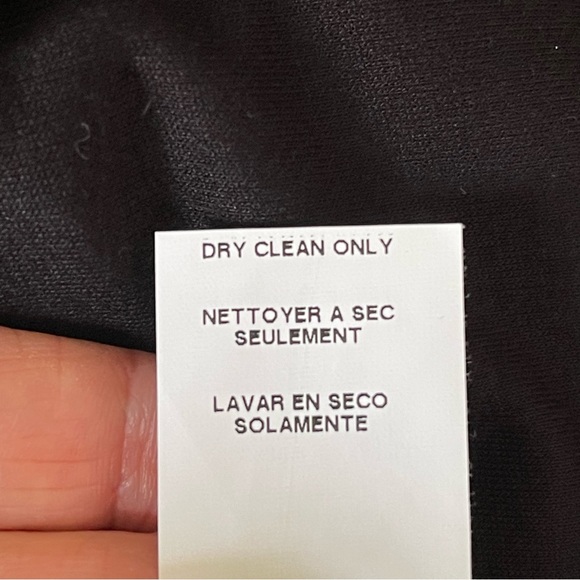 DRY CLEAN ONLY
NETTOYER A SEC
SEULEMENT
LAVAR EN SECO
SOLAMENTE